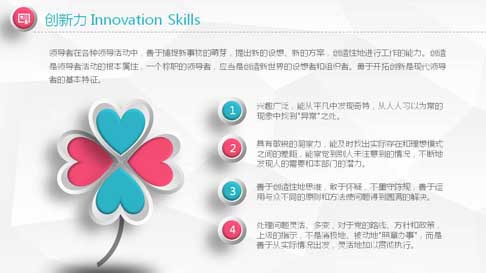 创新力 Innovation Skills
领导者在各种领导活动中，善于捕捉新事物的萌芽，提出新的设想、新的方案，创造性地进行工作的能力。创造
是领导者活动的根本属性，一个称职的领导者，应当是创造新世界的设想者和组织者。勇于开拓创新是现代领导
者的基本特征。
1
兴趣广泛，能从平凡中发现奇特，从人人习以为常的
现象中找到“异常”之处。
2
具有敏锐的洞察力，能及时找出实际存在和理想模式
之间的差距，能察觉到别人未注意到的情况，不断地
发现人的需要和本部门的潜力。
3
善于创造性地思维，敢于怀疑，不墨守陈规，善于运
用与众不同的原则和方法使问题得到圆满的解决。
4
处理问题灵活、多变，对于党的路线、方针和政策，
上级的指示，不是消极地、被动地“照章办事”，而是
善于从实际情况出发，灵活地加以贯彻执行。